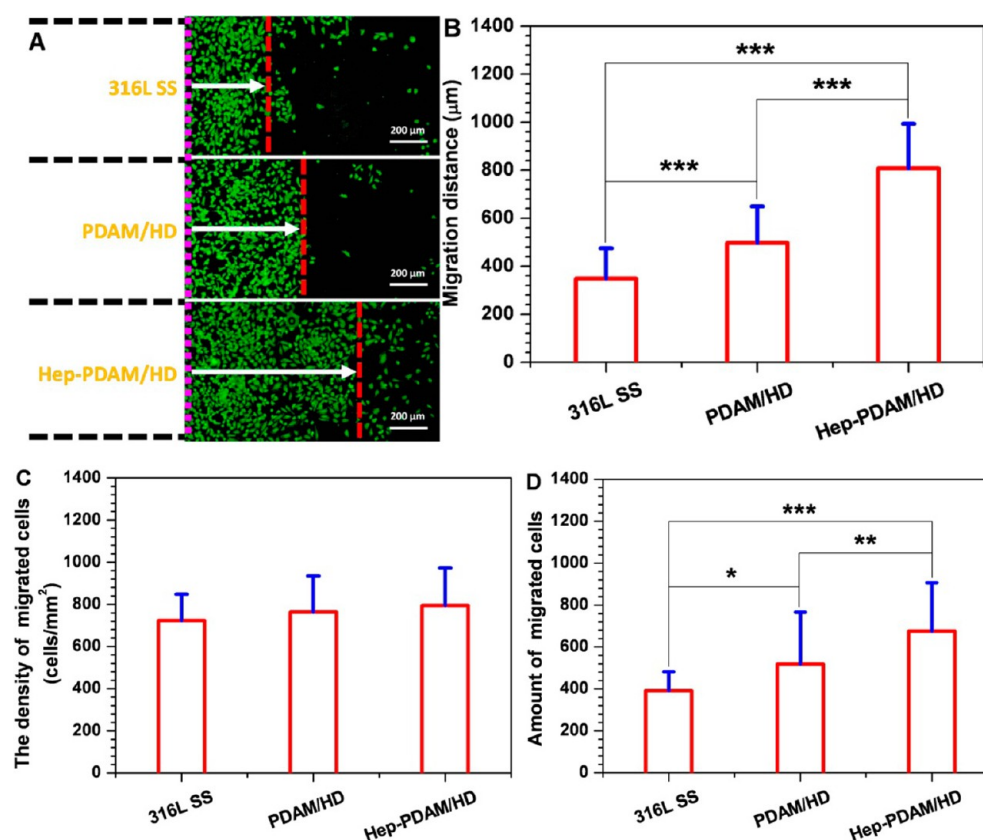 A
316L SS
200 μm
PDAM/HD
200 μm
Hep-PDAM/HD
200 μm
B
Migration distance (μm)
1400
1200
1000
800
600
400
200
0
***
***
***
316L SS
PDAM/HD
Hep-PDAM/HD
C
The density of migrated cells
(cells/mm²)
1400
1200
1000
800
600
400
200
0
316L SS
PDAM/HD
Hep-PDAM/HD
D
Amount of migrated cells
1400
1200
1000
800
600
400
200
0
***
**
*
316L SS
PDAM/HD
Hep-PDAM/HD